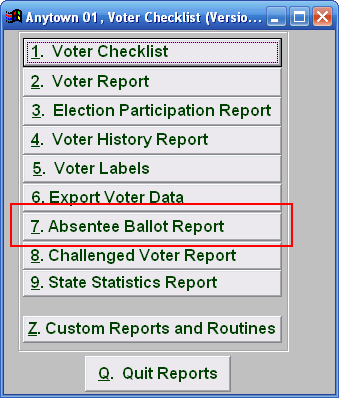 Anytown 01, Voter Checklist (Versio...
1. Voter Checklist
2. Voter Report
3. Election Participation Report
4. Voter History Report
5. Voter Labels
6. Export Voter Data
7. Absentee Ballot Report
8. Challenged Voter Report
9. State Statistics Report
Z. Custom Reports and Routines
Q. Quit Reports